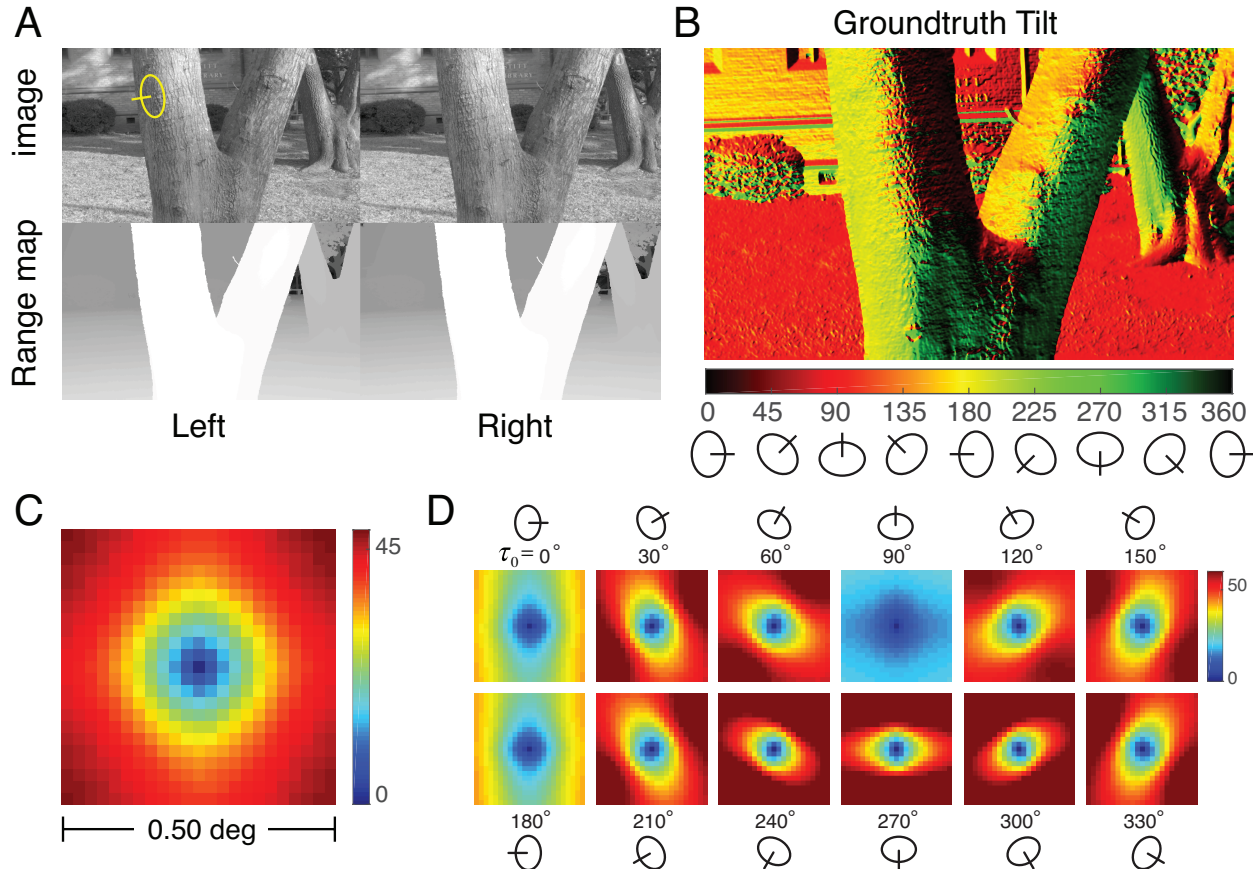 A
image
Range map
Left
Right
B
Groundtruth Tilt
0 45 90 135 180 225 270 315 360
C
45
0
0.50 deg
D
τ₀= 0° 30° 60° 90° 120° 150°
50
0
180° 210° 240° 270° 300° 330°